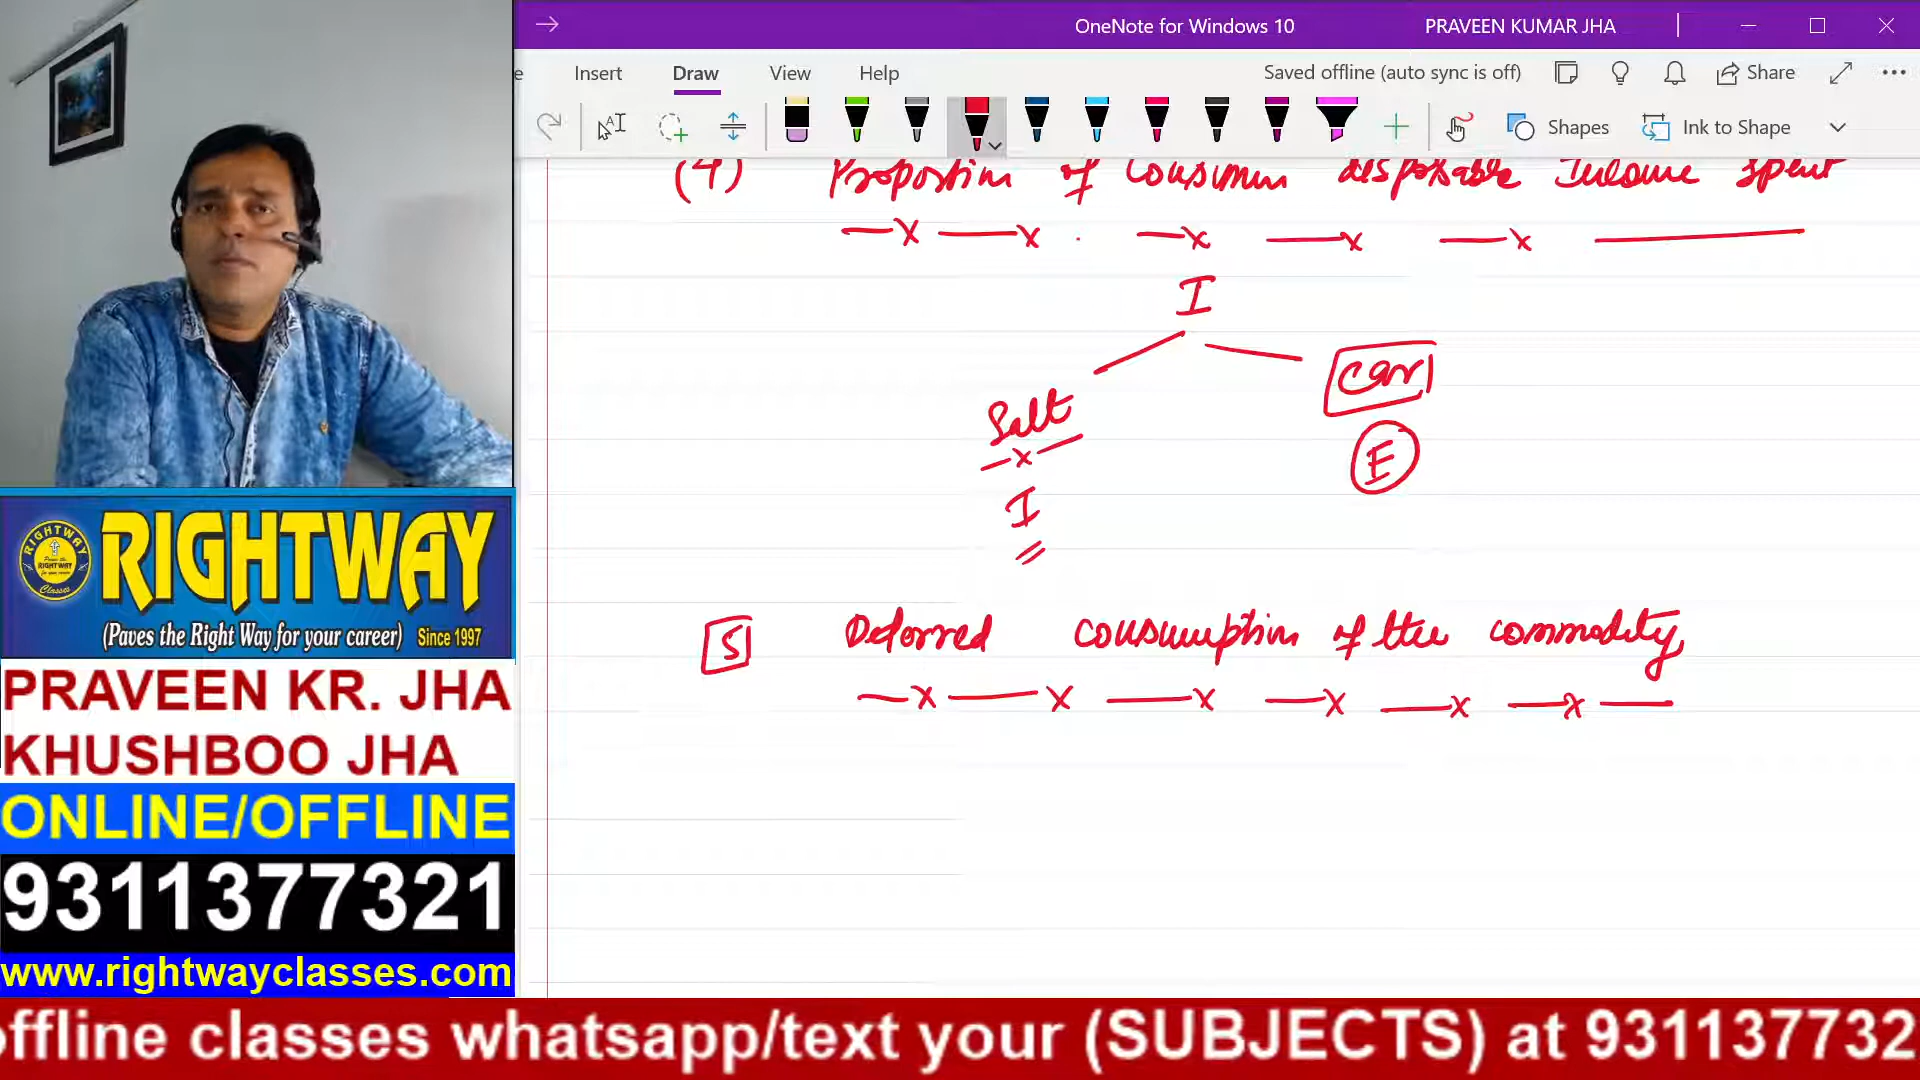 OneNote for Windows 10 PRAVEEN KUMAR JHA
e Insert Draw View Help Saved offline (auto sync is off) Share
Shapes Ink to Shape
(4) Proportion of consumer disposable Income spent
I
Salt Car
I E
5 Deferred consumption of the commodity
RIGHTWAY
(Paves the Right Way for your career) Since 1997
RIGHTWAY
Classes
PRAVEEN KR. JHA
KHUSHBOO JHA
ONLINE/OFFLINE
9311377321
www.rightwayclasses.com
offline classes whatsapp/text your (SUBJECTS) at 931137732